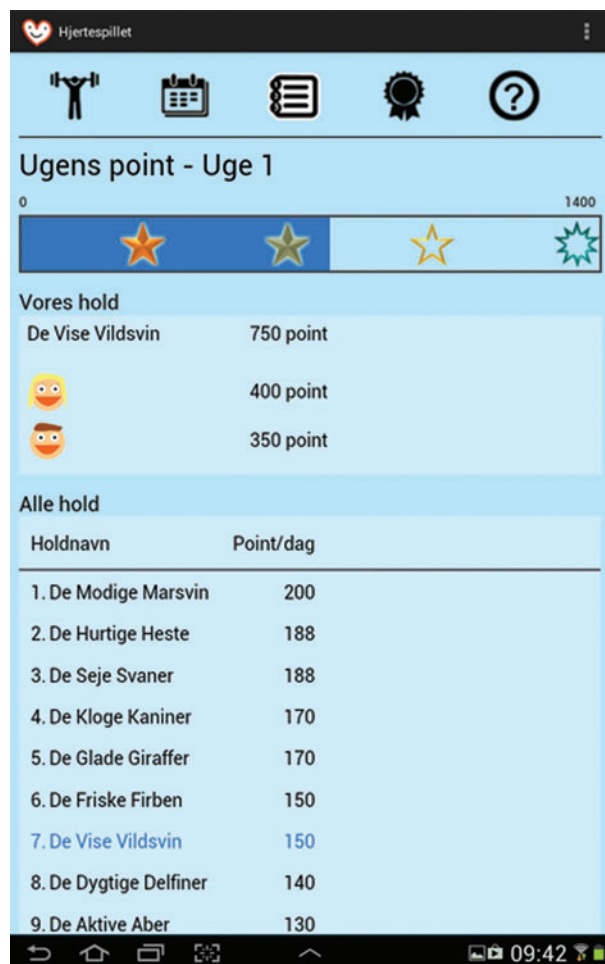 Hjertespillet
Ugens point - Uge 1
0 1400
Vores hold
De Vise Vildsvin 750 point
400 point
350 point
Alle hold
Holdnavn Point/dag
1. De Modige Marsvin 200
2. De Hurtige Heste 188
3. De Seje Svaner 188
4. De Kloge Kaniner 170
5. De Glade Giraffer 170
6. De Friske Firben 150
7. De Vise Vildsvin 150
8. De Dygtige Delfiner 140
9. De Aktive Aber 130
09:42